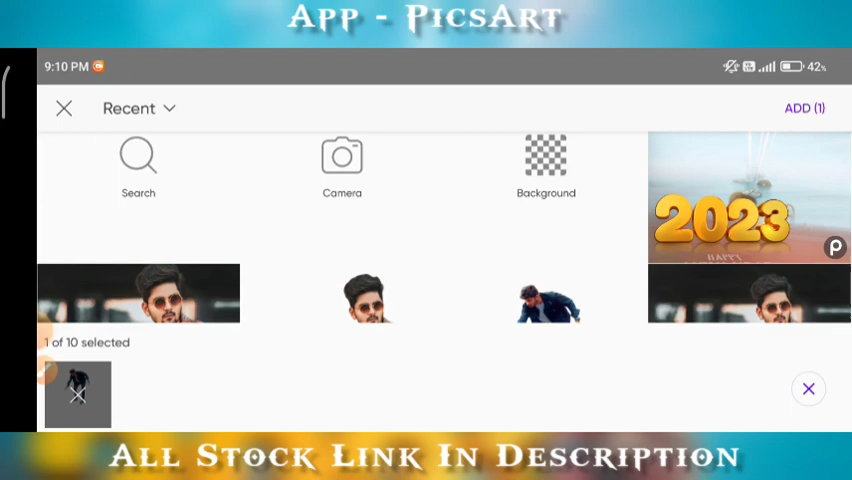 App - PicsArt
9:10 PM
42%
Recent
ADD (1)
Search
Camera
Background
2023
HAPPY
1 of 10 selected
All Stock Link In Description